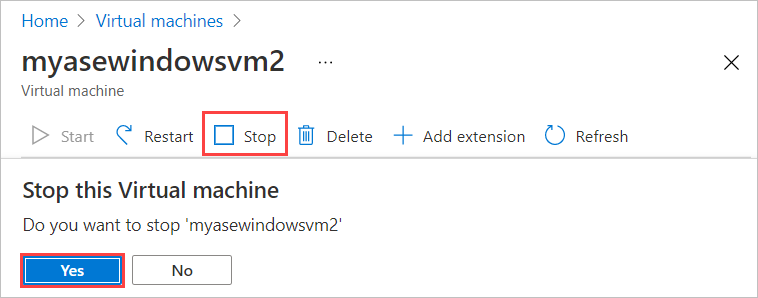 Home > Virtual machines >
myasewindowsvm2 ...
Virtual machine
Start Restart Stop Delete Add extension Refresh
Stop this Virtual machine
Do you want to stop 'myasewindowsvm2'
Yes No